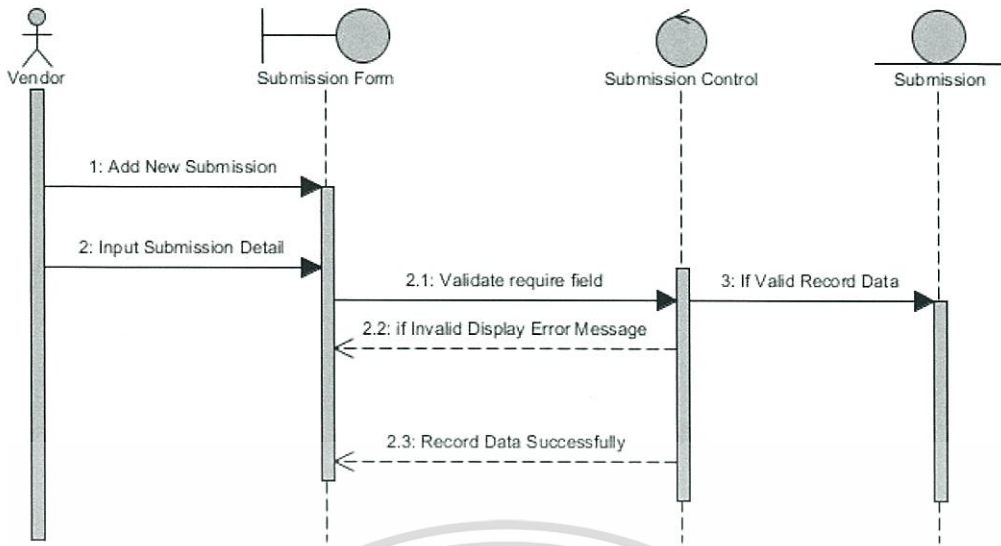 Vendor
Submission Form
Submission Control
Submission
1: Add New Submission
2: Input Submission Detail
2.1: Validate require field
3: If Valid Record Data
2.2: if Invalid Display Error Message
2.3: Record Data Successfully